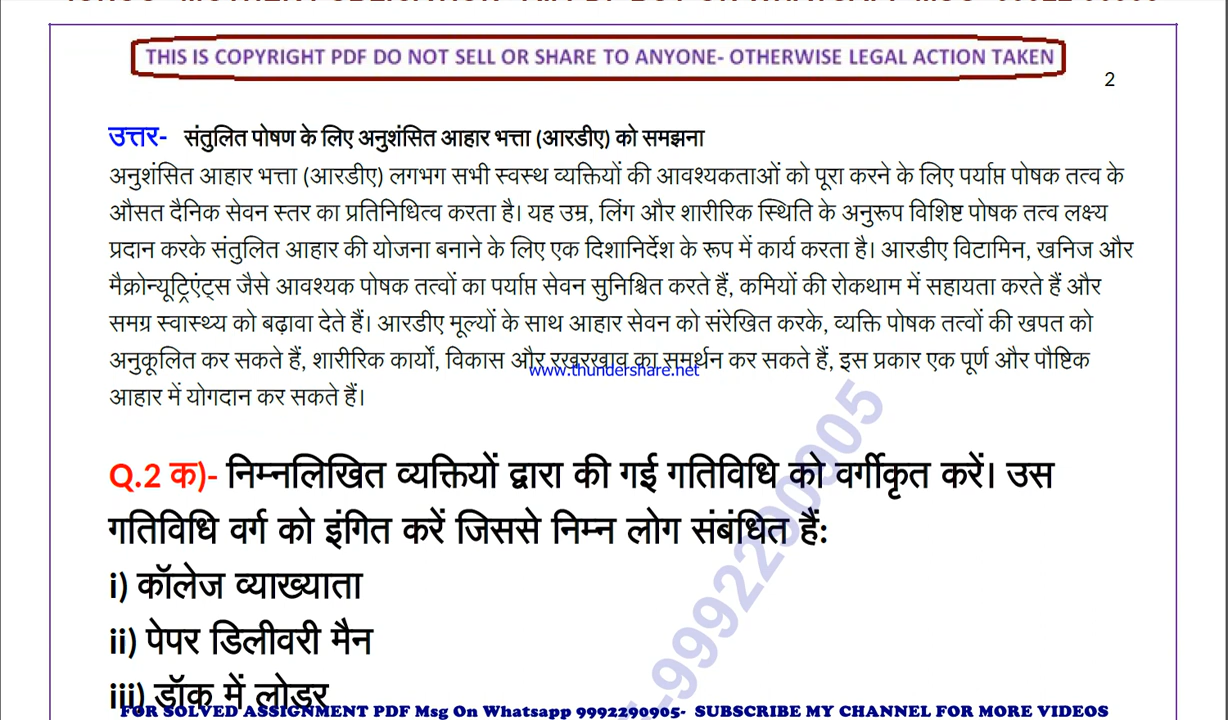 THIS IS COPYRIGHT PDF DO NOT SELL OR SHARE TO ANYONE- OTHERWISE LEGAL ACTION TAKEN
2
उत्तर- संतुलित पोषण के लिए अनुशंसित आहार भत्ता (आरडीए) को समझना
अनुशंसित आहार भत्ता (आरडीए) लगभग सभी स्वस्थ व्यक्तियों की आवश्यकताओं को पूरा करने के लिए पर्याप्त पोषक तत्व के
औसत दैनिक सेवन स्तर का प्रतिनिधित्व करता है। यह उम्र, लिंग और शारीरिक स्थिति के अनुरूप विशिष्ट पोषक तत्व लक्ष्य
प्रदान करके संतुलित आहार की योजना बनाने के लिए एक दिशानिर्देश के रूप में कार्य करता है। आरडीए विटामिन, खनिज और
मैक्रोन्यूट्रिएंट्स जैसे आवश्यक पोषक तत्वों का पर्याप्त सेवन सुनिश्चित करते हैं, कमियों की रोकथाम में सहायता करते हैं और
समग्र स्वास्थ्य को बढ़ावा देते हैं। आरडीए मूल्यों के साथ आहार सेवन को संरेखित करके, व्यक्ति पोषक तत्वों की खपत को
अनुकूलित कर सकते हैं, शारीरिक कार्यों, विकास और रखरखाव का समर्थन कर सकते हैं, इस प्रकार एक पूर्ण और पौष्टिक
www.thundershare.net
आहार में योगदान कर सकते हैं।
Q.2 क)- निम्नलिखित व्यक्तियों द्वारा की गई गतिविधि को वर्गीकृत करें। उस
गतिविधि वर्ग को इंगित करें जिससे निम्न लोग संबंधित हैं:
i) कॉलेज व्याख्याता
ii) पेपर डिलीवरी मैन
iii) डॉक में लोडर
FOR SOLVED ASSIGNMENT PDF Msg On Whatsapp 9992290905- SUBSCRIBE MY CHANNEL FOR MORE VIDEOS
-9992290905